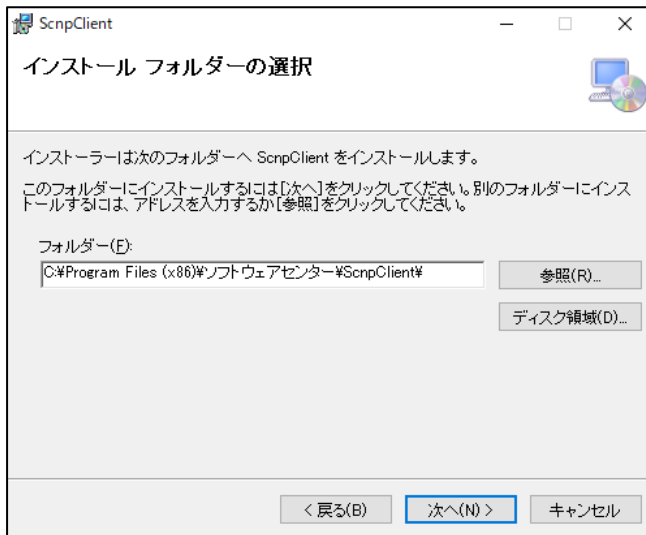 ScnpClient
インストール フォルダーの選択
インストーラーは次のフォルダーへ ScnpClient をインストールします。
このフォルダーにインストールするには[次へ]をクリックしてください。別のフォルダーにインス
トールするには、アドレスを入力するか[参照]をクリックしてください。
フォルダー(F):
C:¥Program Files (x86)¥ソフトウェアセンター¥ScnpClient¥
参照(R)...
ディスク領域(D)...
< 戻る(B)
次へ(N) >
キャンセル